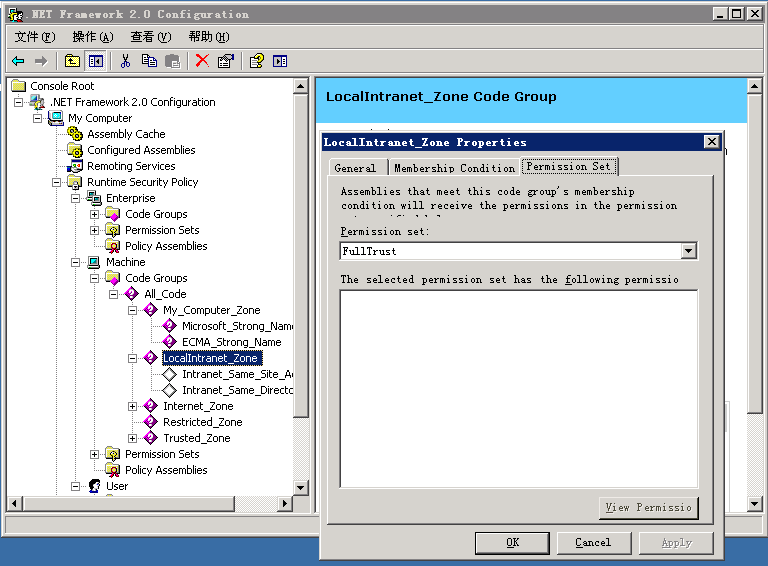 .NET Framework 2.0 Configuration
文件(F) 操作(A) 查看(V) 帮助(H)
Console Root
.NET Framework 2.0 Configuration
My Computer
Assembly Cache
Configured Assemblies
Remoting Services
Runtime Security Policy
Enterprise
Code Groups
Permission Sets
Policy Assemblies
Machine
Code Groups
All_Code
My_Computer_Zone
Microsoft_Strong_Name
ECMA_Strong_Name
LocalIntranet_Zone
Intranet_Same_Site_Ac
Intranet_Same_Directo
Internet_Zone
Restricted_Zone
Trusted_Zone
Permission Sets
Policy Assemblies
User
LocalIntranet_Zone Code Group
LocalIntranet_Zone Properties
General Membership Condition Permission Set
Assemblies that meet this code group's membership
condition will receive the permissions in the permission
Permission set:
FullTrust
The selected permission set has the following permissio
View Permissio
OK Cancel Apply